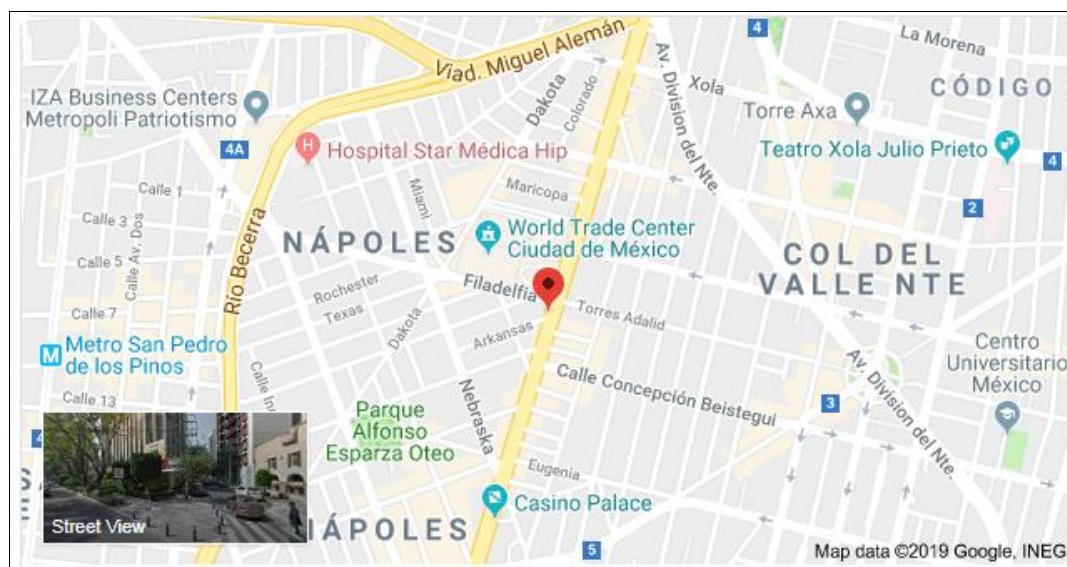 4
La Morena
Viad. Miguel Alemán
Av. Division del Nte.
Xola
CÓDIGO
IZA Business Centers
Metropoli Patriotismo
Dakota
Colorado
Torre Axa
4A
Hospital Star Médica Hip
Teatro Xola Julio Prieto
4
Calle 1
Miami
Maricopa
2
Calle 3
Calle Av. Dos
World Trade Center
Ciudad de México
NÁPOLES
COL DEL
VALLE NTE
Calle 5
Río Becerra
Rochester
Filadelfia
Texas
Calle 7
Dakota
Arkansas
Torres Adalid
Metro San Pedro
de los Pinos
Centro
Universitario
México
Av. Division del Nte.
Calle 13
Nebraska
Calle Concepción Beistegui
3
Parque
Alfonso
Esparza Oteo
Eugenia
Casino Palace
Street View
IÁPOLES
5
Map data ©2019 Google, INEG